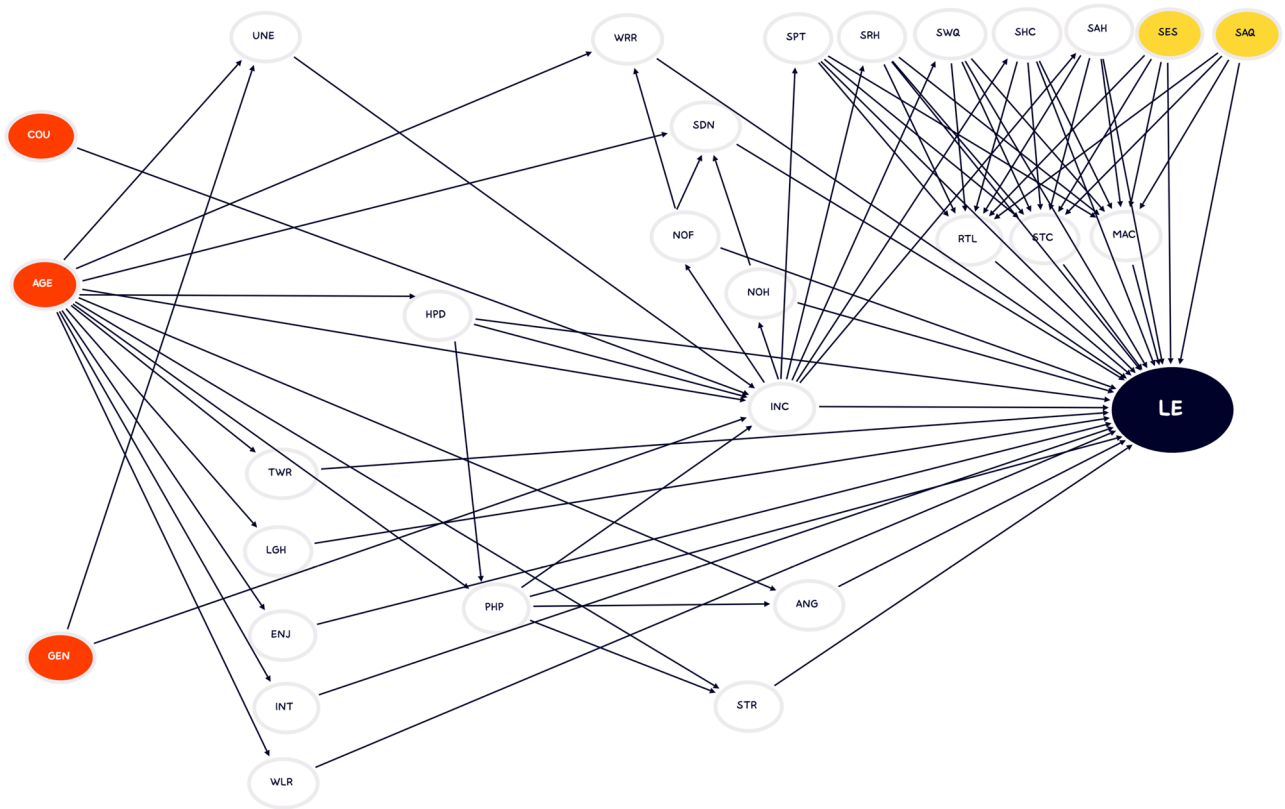 UNE
WRR
SPT
SRH
SWQ
SHC
SAH
SES
SAQ
COU
SDN
NOF
RTL
STC
MAC
AGE
HPD
NOH
INC
LE
TWR
LGH
ENJ
PHP
ANG
GEN
INT
STR
WLR